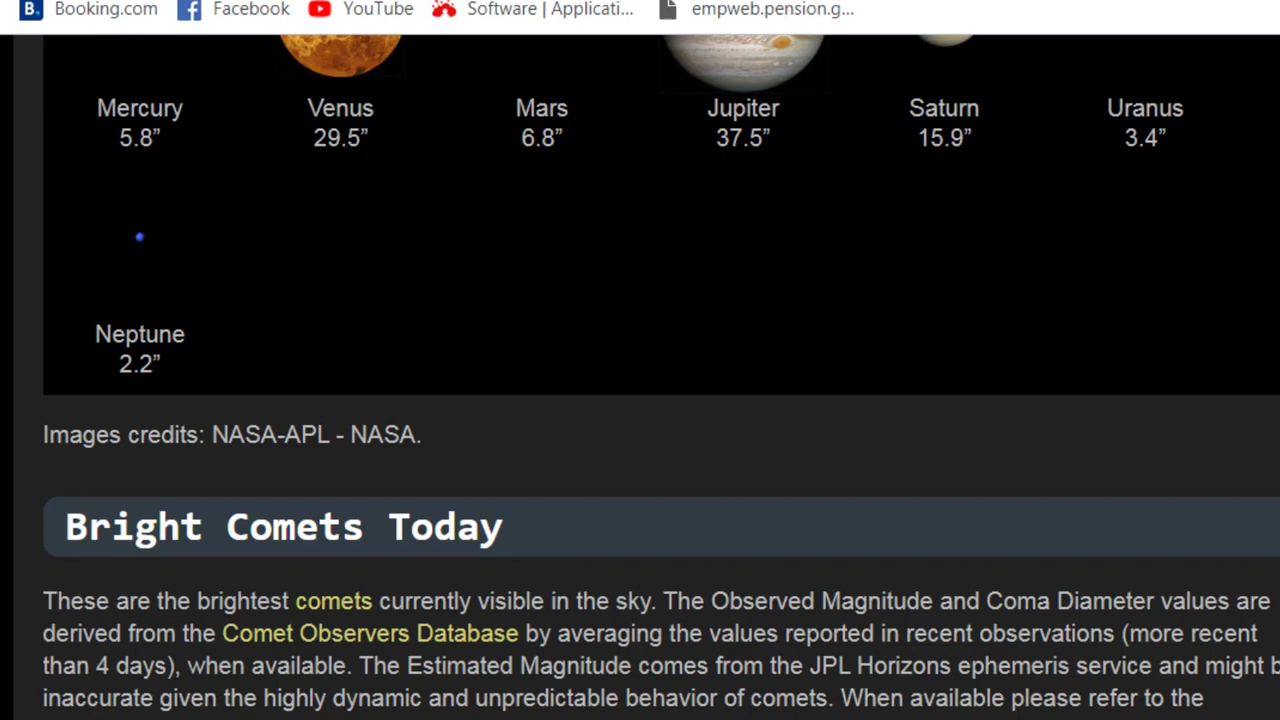 B. Booking.com Facebook YouTube Software | Applicati... empweb.pension.g...
Mercury Venus Mars Jupiter Saturn Uranus
5.8” 29.5” 6.8” 37.5” 15.9” 3.4”
Neptune
2.2”
Images credits: NASA-APL - NASA.
Bright Comets Today
These are the brightest comets currently visible in the sky. The Observed Magnitude and Coma Diameter values are
derived from the Comet Observers Database by averaging the values reported in recent observations (more recent
than 4 days), when available. The Estimated Magnitude comes from the JPL Horizons ephemeris service and might b
inaccurate given the highly dynamic and unpredictable behavior of comets. When available please refer to the